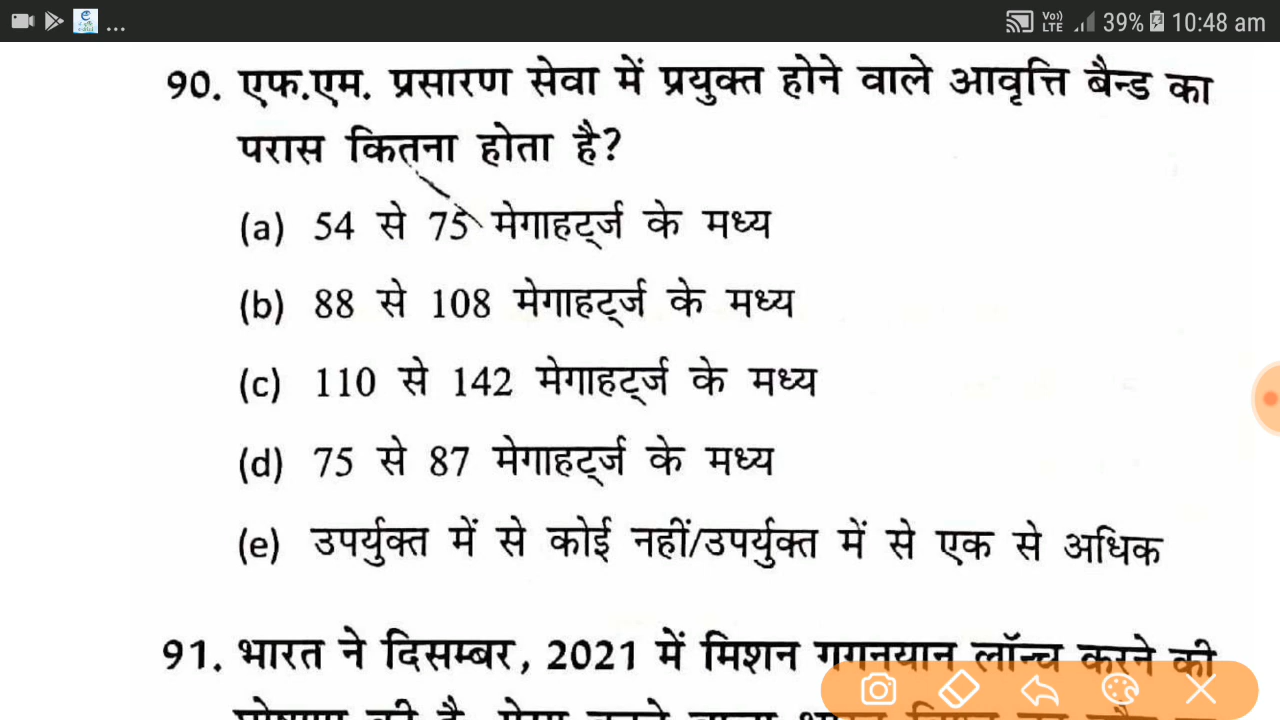 ... Vo) LTE 39% 10:48 am
90. एफ.एम. प्रसारण सेवा में प्रयुक्त होने वाले आवृत्ति बैन्ड का
परास कितना होता है?
(a) 54 से 75 मेगाहर्ट्ज के मध्य
(b) 88 से 108 मेगाहर्ट्ज के मध्य
(c) 110 से 142 मेगाहर्ट्ज के मध्य
(d) 75 से 87 मेगाहर्ट्ज के मध्य
(e) उपर्युक्त में से कोई नहीं/उपर्युक्त में से एक से अधिक
91. भारत ने दिसम्बर, 2021 में मिशन गगनयान लॉन्च करने की